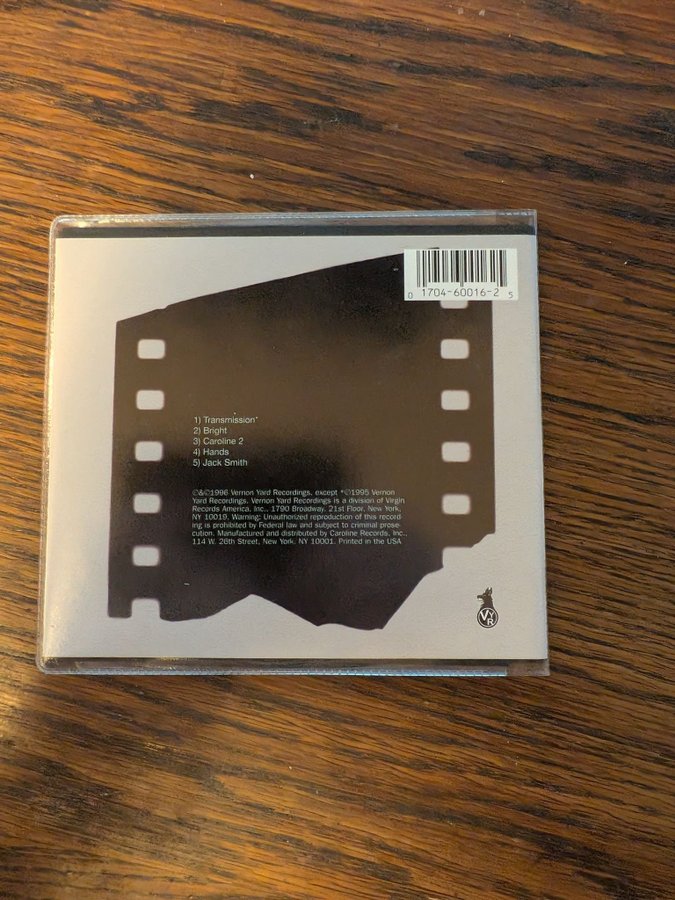 0 1704-60016-2 5
1) Transmission*
2) Bright
3) Caroline 2
4) Hands
5) Jack Smith
℗&©1996 Vernon Yard Recordings, except *℗1995 Vernon
Yard Recordings. Vernon Yard Recordings is a division of Virgin
Records America, Inc., 1790 Broadway, 21st Floor, New York,
NY 10019. Warning: Unauthorized reproduction of this record-
ing is prohibited by Federal law and subject to criminal prose-
cution. Manufactured and distributed by Caroline Records, Inc.,
114 W. 26th Street, New York, NY 10001. Printed in the USA
VYR